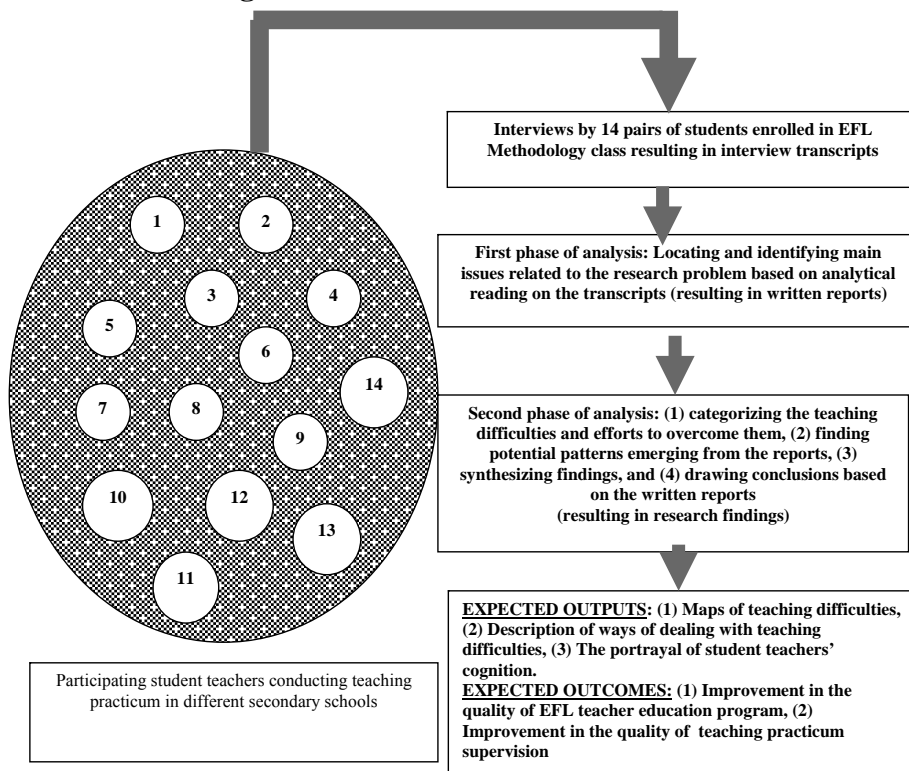 1
2
3
4
5
6
14
7
8
9
10
12
13
11
Participating student teachers conducting teaching
practicum in different secondary schools
Interviews by 14 pairs of students enrolled in EFL
Methodology class resulting in interview transcripts
First phase of analysis: Locating and identifying main
issues related to the research problem based on analytical
reading on the transcripts (resulting in written reports)
Second phase of analysis: (1) categorizing the teaching
difficulties and efforts to overcome them, (2) finding
potential patterns emerging from the reports, (3)
synthesizing findings, and (4) drawing conclusions based
on the written reports
(resulting in research findings)
EXPECTED OUTPUTS: (1) Maps of teaching difficulties,
(2) Description of ways of dealing with teaching
difficulties, (3) The portrayal of student teachers’
cognition.
EXPECTED OUTCOMES: (1) Improvement in the
quality of EFL teacher education program, (2)
Improvement in the quality of teaching practicum
supervision